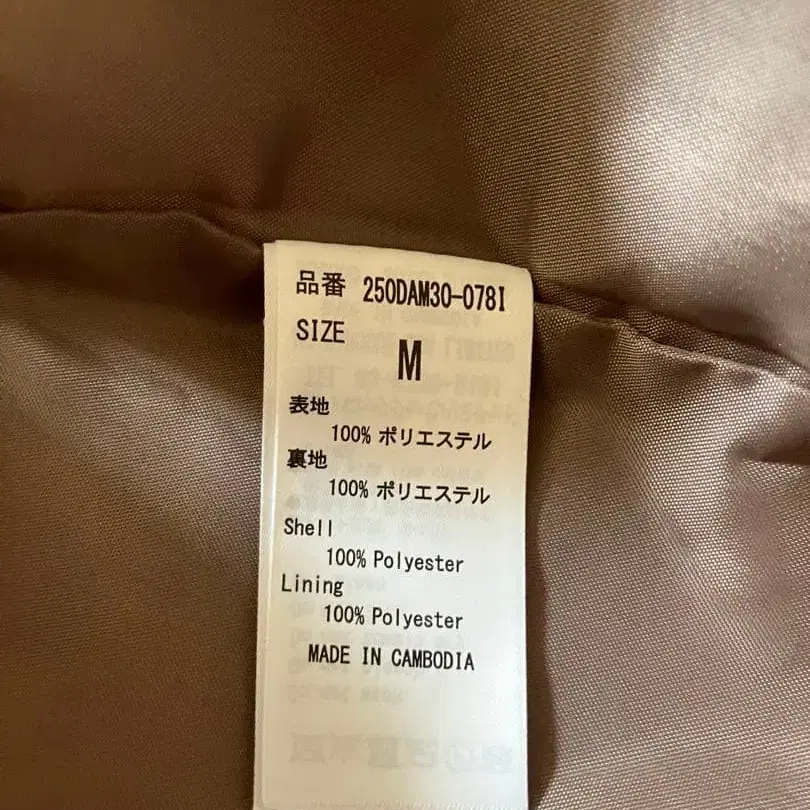 品番 250DAM30-078I
SIZE
M
表地
100% ポリエステル
裏地
100% ポリエステル
Shell
100% Polyester
Lining
100% Polyester
MADE IN CAMBODIA